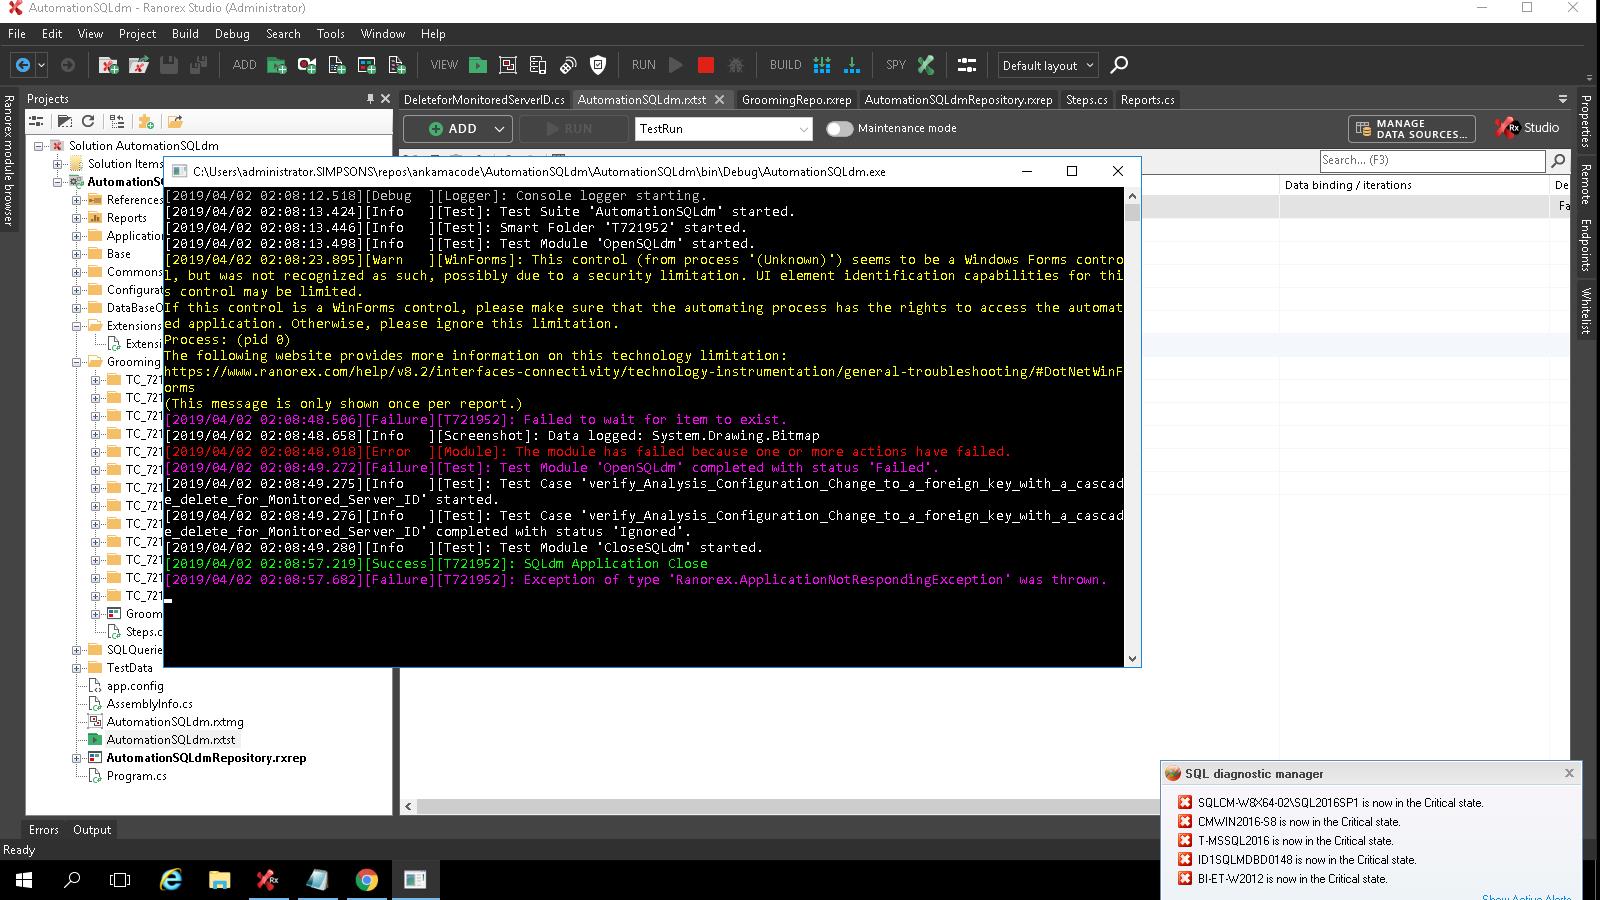 AutomationSQLdm - Ranorex Studio (Administrator)
File Edit View Project Build Debug Search Tools Window Help
ADD VIEW RUN BUILD SPY Default layout
Ranorex module browser
Projects
DeleteforMonitoredServerID.cs AutomationSQLdm.rxtst GroomingRepo.rxrep AutomationSQLdmRepository.rxrep Steps.cs Reports.cs
ADD RUN TestRun Maintenance mode MANAGE DATA SOURCES... Rx Studio
Search... (F3)
Data binding / iterations De
Fa
Properties
Remote Endpoints
Whitelist
Solution AutomationSQLdm
Solution Items
AutomationSQ
References
Reports
Application
Base
Commons
Configurat
DataBaseO
Extensions
Extensi
Grooming
TC_721
TC_721
TC_721
TC_721
TC_721
TC_721
TC_721
TC_721
TC_721
TC_721
TC_721
TC_721
TC_721
Groom
Steps.c
SQLQuerie
TestData
app.config
AssemblyInfo.cs
AutomationSQLdm.rxtmg
AutomationSQLdm.rxtst
AutomationSQLdmRepository.rxrep
Program.cs
C:\Users\administrator.SIMPSONS\repos\ankamacode\AutomationSQLdm\AutomationSQLdm\bin\Debug\AutomationSQLdm.exe
[2019/04/02 02:08:12.518][Debug  ][Logger]: Console logger starting.
[2019/04/02 02:08:13.424][Info   ][Test]: Test Suite 'AutomationSQLdm' started.
[2019/04/02 02:08:13.446][Info   ][Test]: Smart Folder 'T721952' started.
[2019/04/02 02:08:13.498][Info   ][Test]: Test Module 'OpenSQLdm' started.
[2019/04/02 02:08:23.895][Warn   ][WinForms]: This control (from process '(Unknown)') seems to be a Windows Forms contro
l, but was not recognized as such, possibly due to a security limitation. UI element identification capabilities for thi
s control may be limited.
If this control is a WinForms control, please make sure that the automating process has the rights to access the automat
ed application. Otherwise, please ignore this limitation.
Process: (pid 0)
The following website provides more information on this technology limitation:
https://www.ranorex.com/help/v8.2/interfaces-connectivity/technology-instrumentation/general-troubleshooting/#DotNetWinF
orms
(This message is only shown once per report.)
[2019/04/02 02:08:48.506][Failure][T721952]: Failed to wait for item to exist.
[2019/04/02 02:08:48.658][Info   ][Screenshot]: Data logged: System.Drawing.Bitmap
[2019/04/02 02:08:48.918][Error  ][Module]: The module has failed because one or more actions have failed.
[2019/04/02 02:08:49.272][Failure][Test]: Test Module 'OpenSQLdm' completed with status 'Failed'.
[2019/04/02 02:08:49.275][Info   ][Test]: Test Case 'verify_Analysis_Configuration_Change_to_a_foreign_key_with_a_cascad
e_delete_for_Monitored_Server_ID' started.
[2019/04/02 02:08:49.276][Info   ][Test]: Test Case 'verify_Analysis_Configuration_Change_to_a_foreign_key_with_a_cascad
e_delete_for_Monitored_Server_ID' completed with status 'Ignored'.
[2019/04/02 02:08:49.280][Info   ][Test]: Test Module 'CloseSQLdm' started.
[2019/04/02 02:08:57.219][Success][T721952]: SQLdm Application Close
[2019/04/02 02:08:57.682][Failure][T721952]: Exception of type 'Ranorex.ApplicationNotRespondingException' was thrown.
SQL diagnostic manager
SQLCM-W8X64-02\SQL2016SP1 is now in the Critical state.
CMWIN2016-S8 is now in the Critical state.
T-MSSQL2016 is now in the Critical state.
ID1SQLMDBD0148 is now in the Critical state.
BI-ET-W2012 is now in the Critical state.
Show Active Alerts
Errors Output
Ready